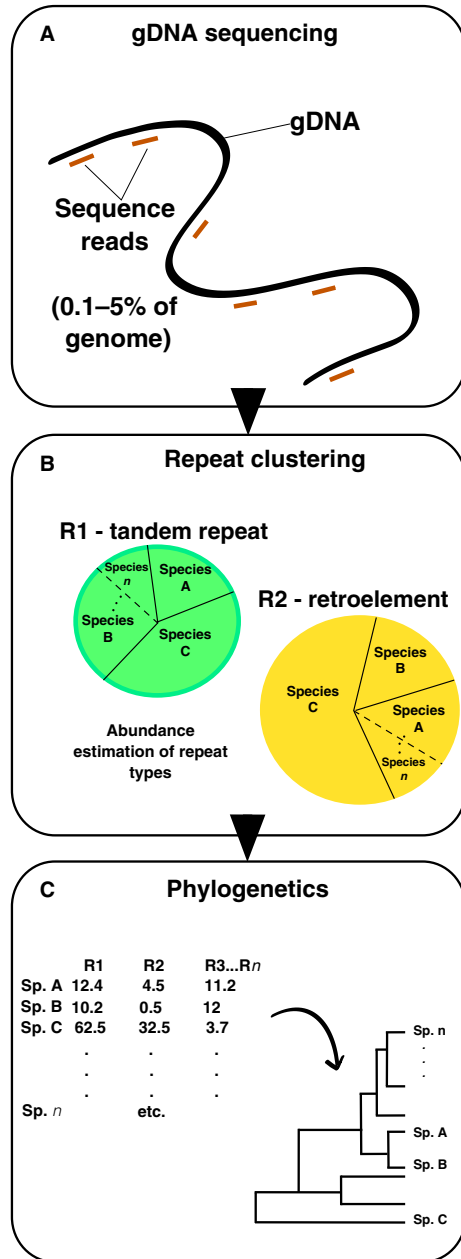 A
gDNA sequencing
gDNA
Sequence
reads
(0.1–5% of
genome)
B
Repeat clustering
R1 - tandem repeat
Species
n
Species
A
Species
B
Species
C
R2 - retroelement
Species
B
Species
C
Species
A
Species
n
Abundance
estimation of repeat
types
C
Phylogenetics
R1 R2 R3...Rn
Sp. A 12.4 4.5 11.2
Sp. B 10.2 0.5 12
Sp. C 62.5 32.5 3.7
. . .
. . .
. . .
Sp. n etc.
Sp. n
.
.
.
.
Sp. A
Sp. B
Sp. C